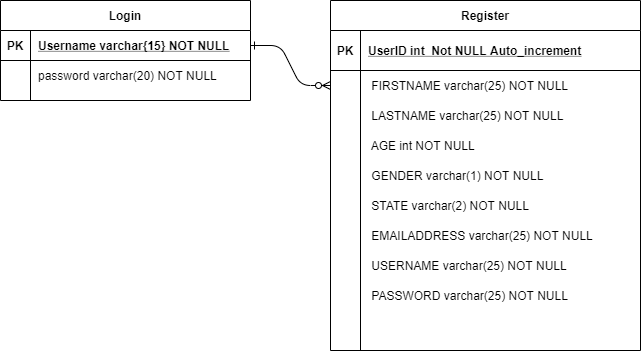 Login
PK Username varchar{15} NOT NULL
password varchar(20) NOT NULL
Register
PK UserID int Not NULL Auto_increment
FIRSTNAME varchar(25) NOT NULL
LASTNAME varchar(25) NOT NULL
AGE int NOT NULL
GENDER varchar(1) NOT NULL
STATE varchar(2) NOT NULL
EMAILADDRESS varchar(25) NOT NULL
USERNAME varchar(25) NOT NULL
PASSWORD varchar(25) NOT NULL